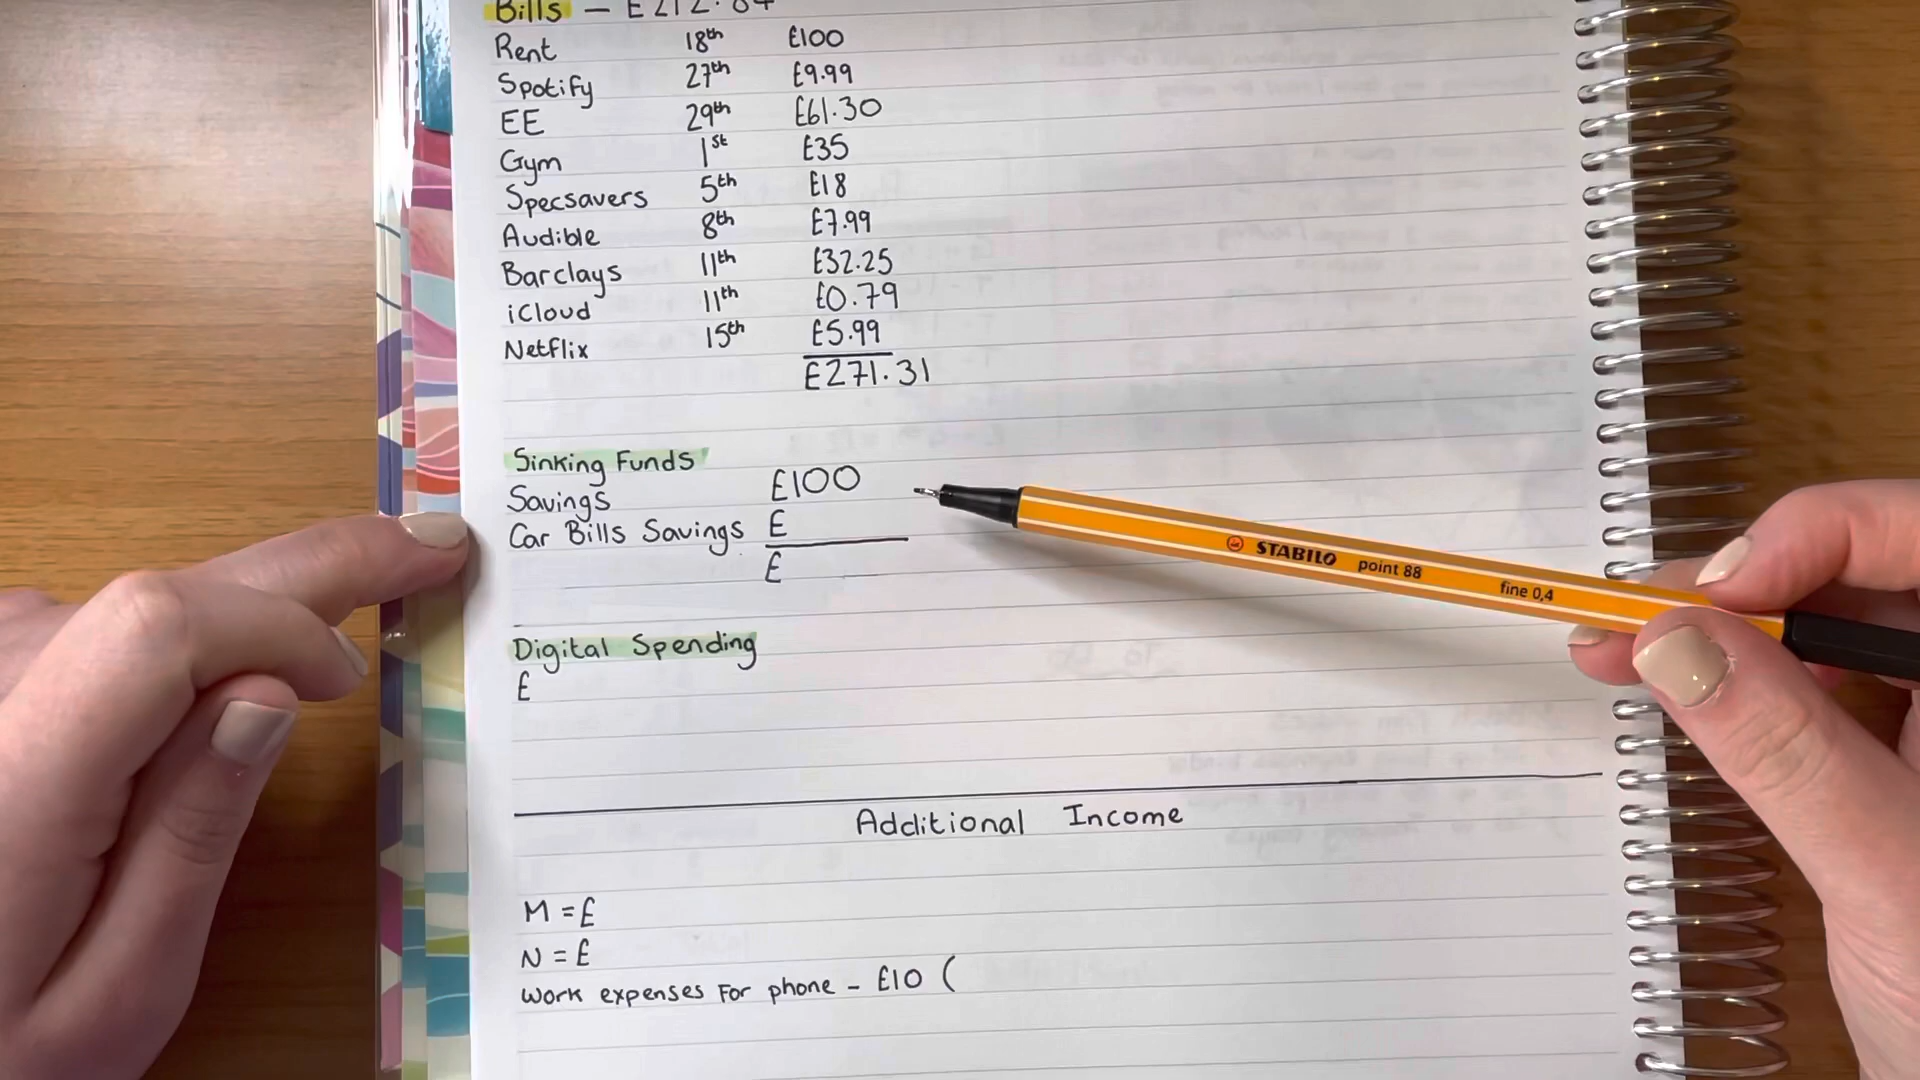 Bills - £212.84
Rent 18th £100
Spotify 27th £9.99
EE 29th £61.30
Gym 1st £35
Specsavers 5th £18
Audible 8th £7.99
Barclays 11th £32.25
iCloud 11th £0.79
Netflix 15th £5.99
£271.31
Sinking Funds
Savings £100
Car Bills Savings £
£
Digital Spending
£
Additional Income
M = £
N = £
Work expenses for phone - £10 (
STABILO point 88 fine 0,4